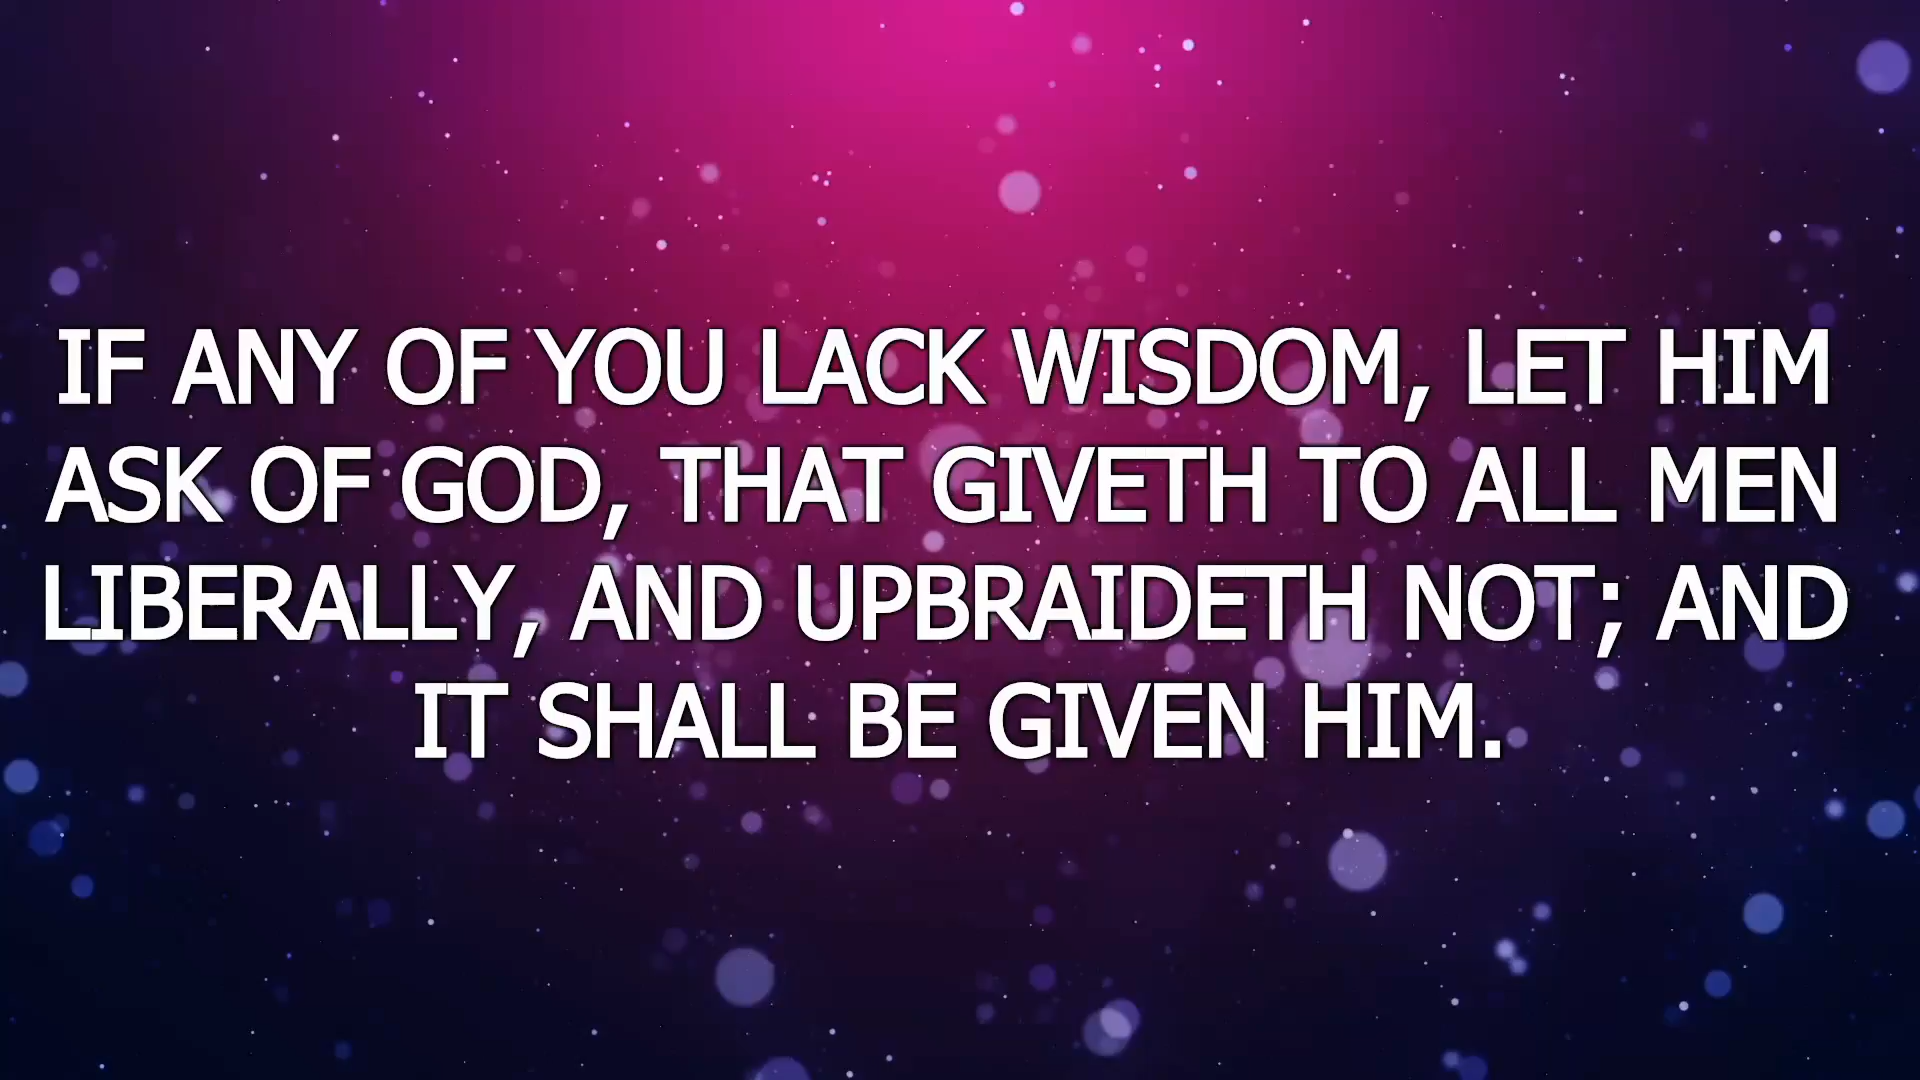 IF ANY OF YOU LACK WISDOM, LET HIM
ASK OF GOD, THAT GIVETH TO ALL MEN
LIBERALLY, AND UPBRAIDETH NOT; AND
IT SHALL BE GIVEN HIM.